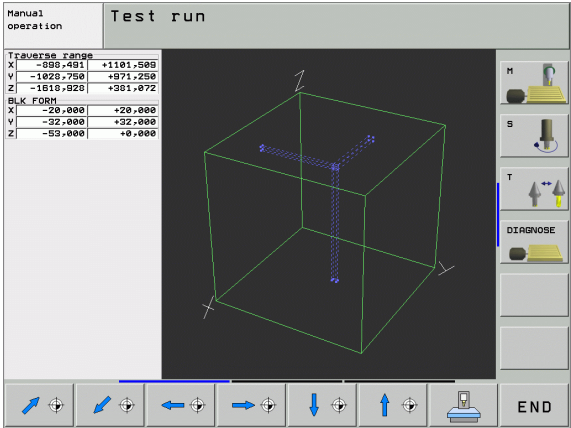 Manual
operation
Test run
Traverse range
X -898,491 +1101,509
Y -1028,750 +971,250
Z -1618,928 +381,072
BLK FORM
X -20,000 +20,000
Y -32,000 +32,000
Z -53,000 +0,000
Z
X
Y
M
S
T
DIAGNOSE
END